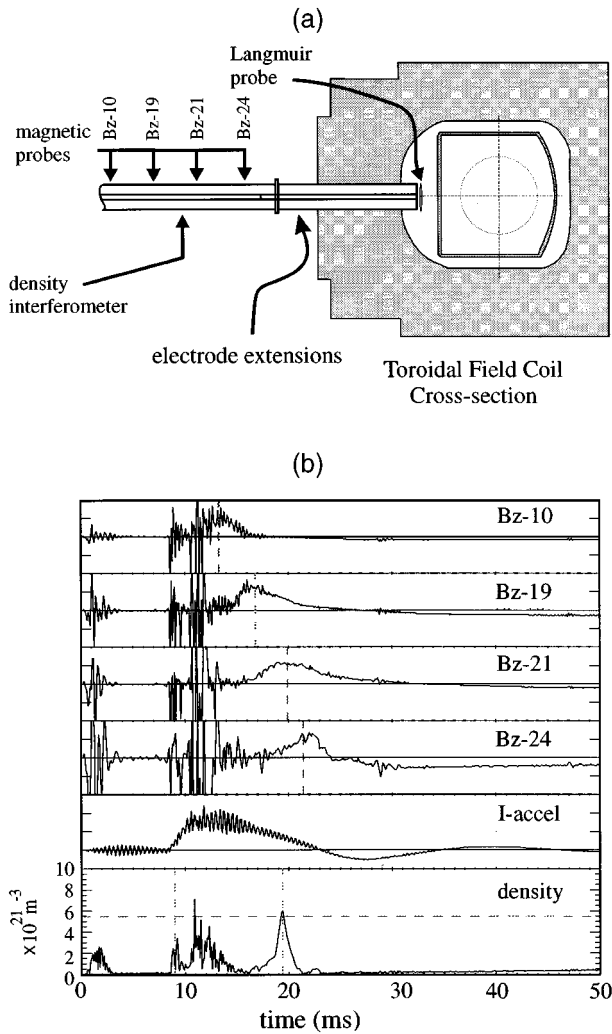 (a)
Langmuir
probe
Bz-10
Bz-19
Bz-21
Bz-24
magnetic
probes
density
interferometer
electrode extensions
Toroidal Field Coil
Cross-section
(b)
Bz-10
Bz-19
Bz-21
Bz-24
I-accel
density
x10^21 m^-3
10
8
6
4
2
0
0 10 20 30 40 50
time (ms)